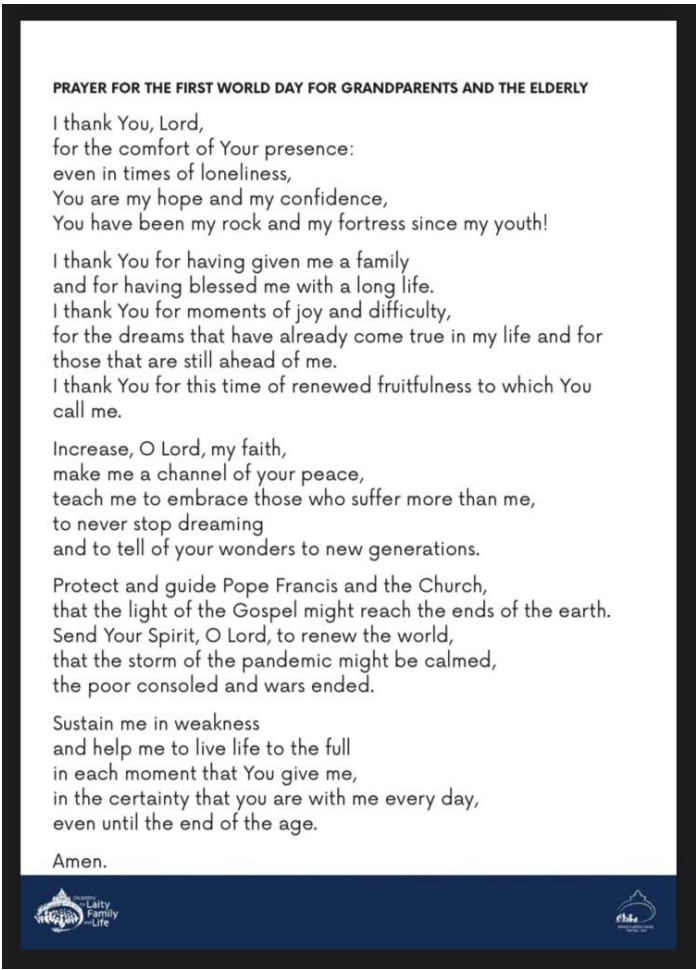 PRAYER FOR THE FIRST WORLD DAY FOR GRANDPARENTS AND THE ELDERLY
I thank You, Lord,
for the comfort of Your presence:
even in times of loneliness,
You are my hope and my confidence,
You have been my rock and my fortress since my youth!
I thank You for having given me a family
and for having blessed me with a long life.
I thank You for moments of joy and difficulty,
for the dreams that have already come true in my life and for
those that are still ahead of me.
I thank You for this time of renewed fruitfulness to which You
call me.
Increase, O Lord, my faith,
make me a channel of your peace,
teach me to embrace those who suffer more than me,
to never stop dreaming
and to tell of your wonders to new generations.
Protect and guide Pope Francis and the Church,
that the light of the Gospel might reach the ends of the earth.
Send Your Spirit, O Lord, to renew the world,
that the storm of the pandemic might be calmed,
the poor consoled and wars ended.
Sustain me in weakness
and help me to live life to the full
in each moment that You give me,
in the certainty that you are with me every day,
even until the end of the age.
Amen.
Laity
Family
Life